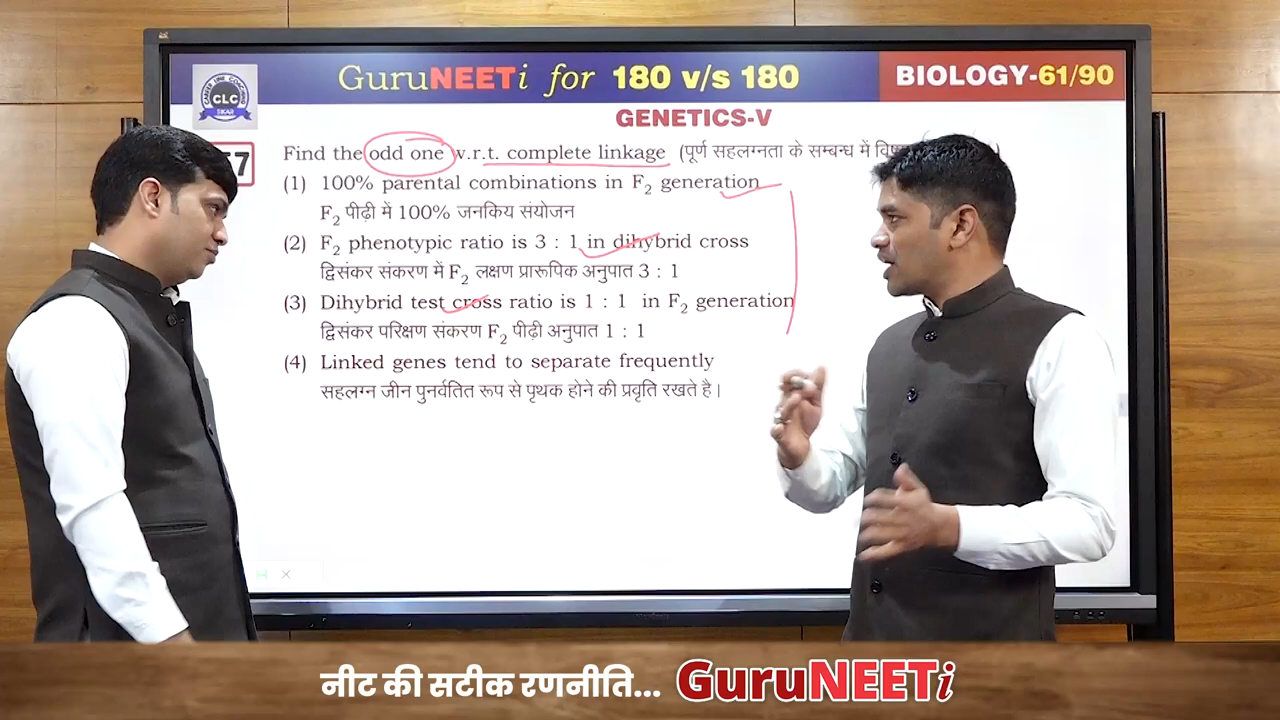 GuruNEETi for 180 v/s 180
BIOLOGY-61/90
CAREER LINE COACHING
CLC
SIKAR
GENETICS-V
Find the odd one w.r.t. complete linkage (पूर्ण सहलग्नता के सम्बन्ध में
(1) 100% parental combinations in F2 generation
F2 पीढ़ी में 100% जनकिय संयोजन
(2) F2 phenotypic ratio is 3 : 1 in dihybrid cross
द्विसंकर संकरण में F2 लक्षण प्रारूपिक अनुपात 3 : 1
(3) Dihybrid test cross ratio is 1 : 1 in F2 generation
द्विसंकर परिक्षण संकरण F2 पीढ़ी अनुपात 1 : 1
(4) Linked genes tend to separate frequently
सहलग्न जीन पुनर्वतित रूप से पृथक होने की प्रवृति रखते है।
नीट की सटीक रणनीति... GuruNEETi